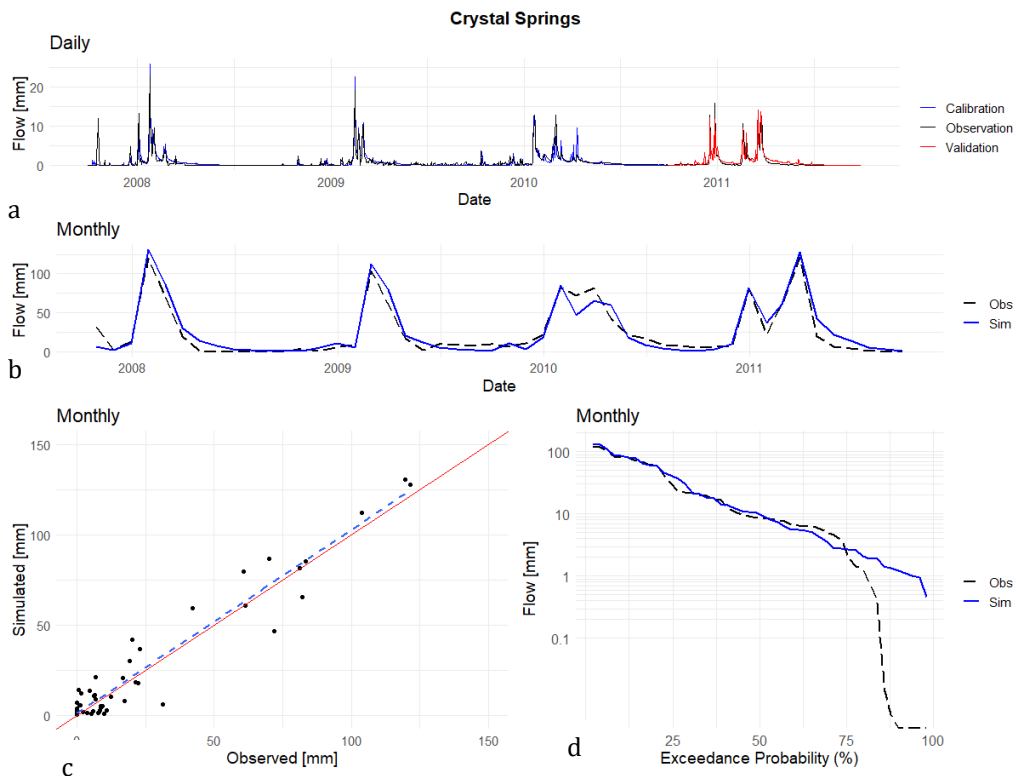 Crystal Springs
Daily
Flow [mm]
20
10
0
2008 2009 2010 2011
Date
Calibration
Observation
Validation
a
Monthly
Flow [mm]
100
50
0
2008 2009 2010 2011
Date
Obs
Sim
b
Monthly
Simulated [mm]
150
100
50
0
0 50 100 150
Observed [mm]
c
Monthly
Flow [mm]
100
10
1
0.1
25 50 75 100
Exceedance Probability (%)
Obs
Sim
d